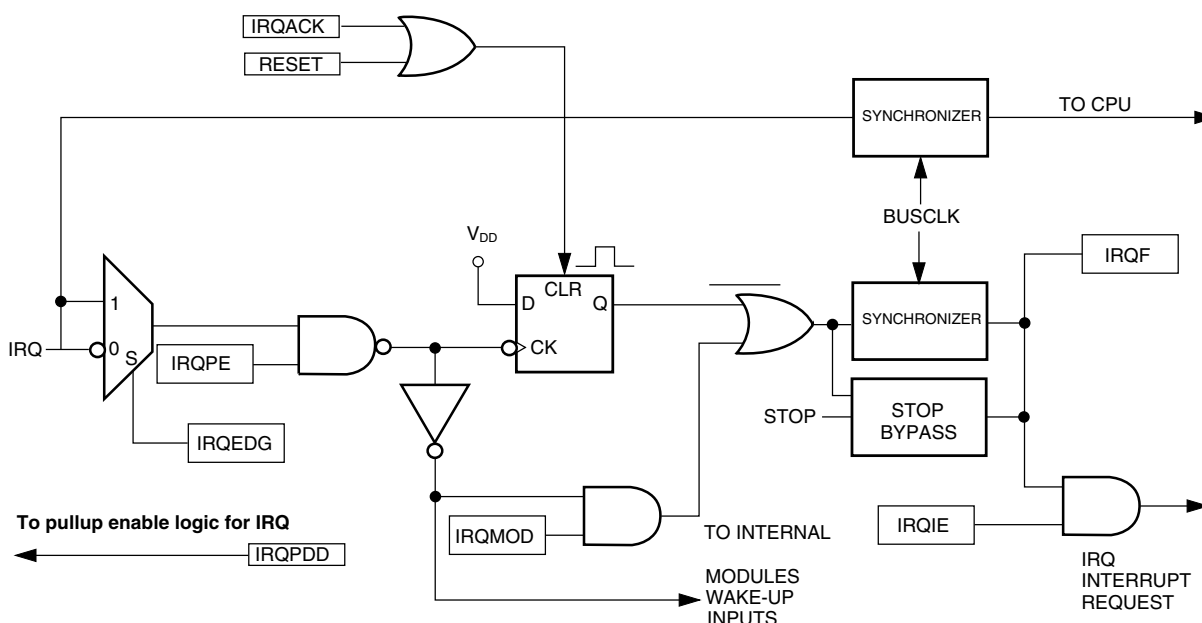 IRQACK
RESET
SYNCHRONIZER
TO CPU
BUSCLK
VDD
IRQF
CLR
D
Q
1
SYNCHRONIZER
IRQ
0
S
IRQPE
CK
STOP
STOP
BYPASS
IRQEDG
To pullup enable logic for IRQ
IRQMOD
TO INTERNAL
IRQIE
IRQPDD
IRQ
INTERRUPT
REQUEST
MODULES
WAKE-UP
INPUTS